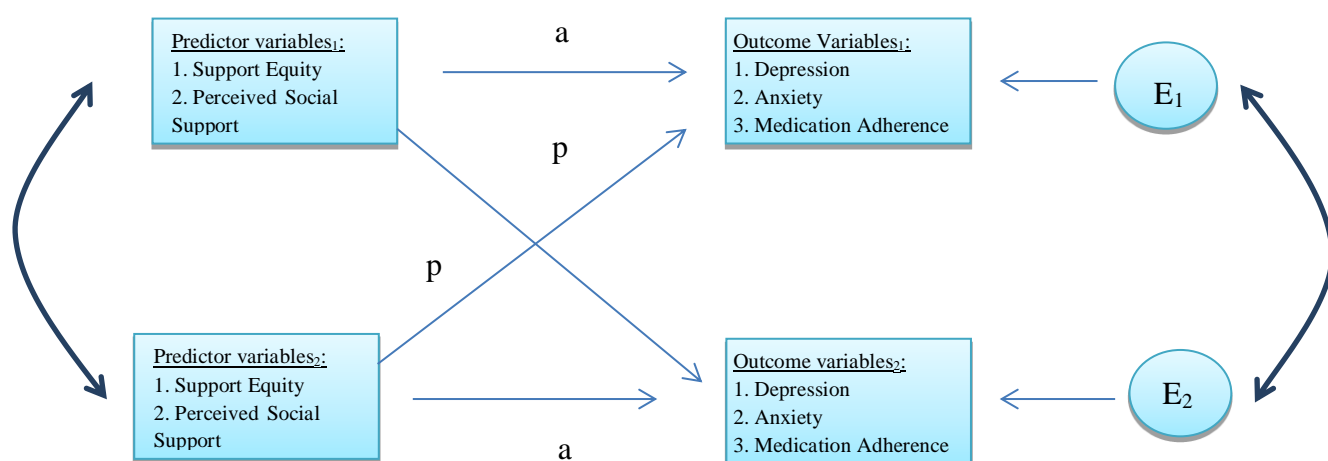 a
Predictor variables₁:
1. Support Equity
2. Perceived Social
Support
Outcome Variables₁:
1. Depression
2. Anxiety
3. Medication Adherence
E₁
p
p
Predictor variables₂:
1. Support Equity
2. Perceived Social
Support
Outcome variables₂:
1. Depression
2. Anxiety
3. Medication Adherence
E₂
a